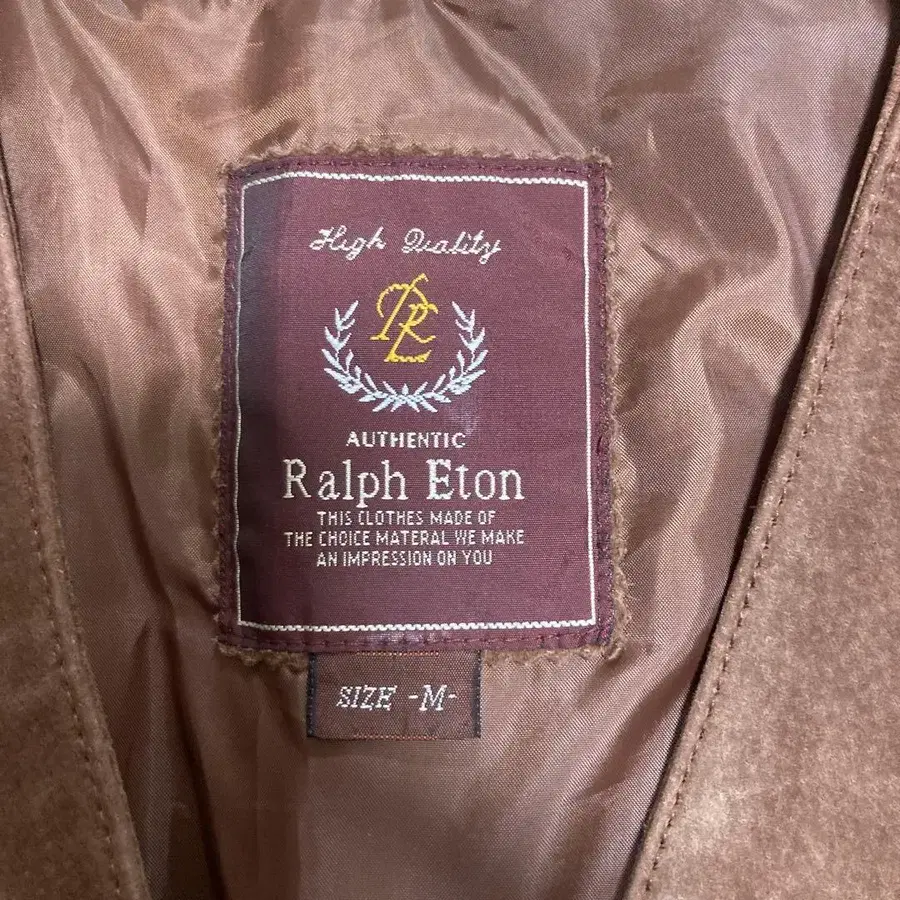 High Quality
RE
AUTHENTIC
Ralph Eton
THIS CLOTHES MADE OF
THE CHOICE MATERAL WE MAKE
AN IMPRESSION ON YOU
SIZE -M-